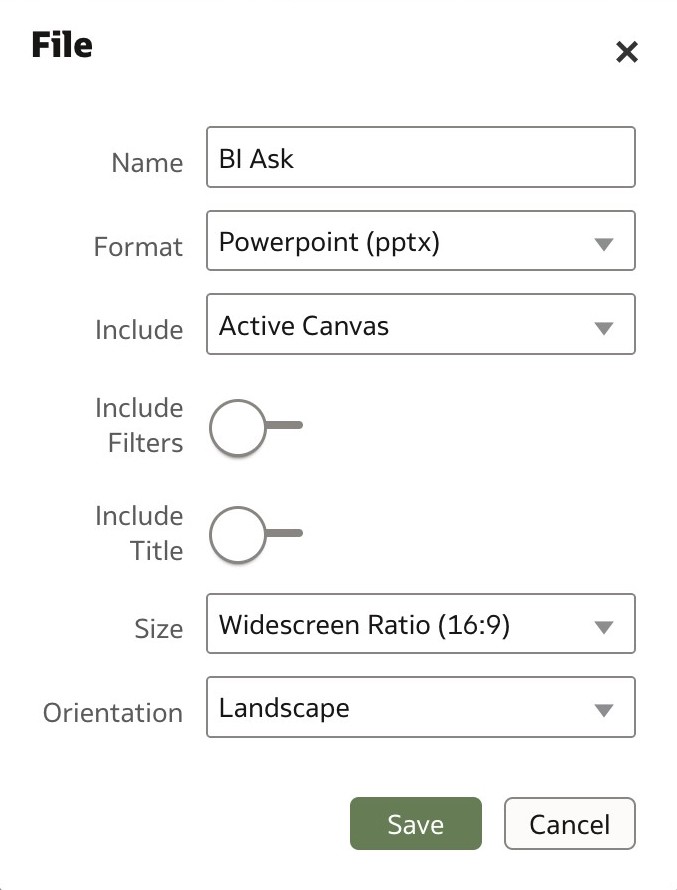 File
Name
BI Ask
Format
Powerpoint (pptx)
Include
Active Canvas
Include
Filters
Include
Title
Size
Widescreen Ratio (16:9)
Orientation
Landscape
Save
Cancel